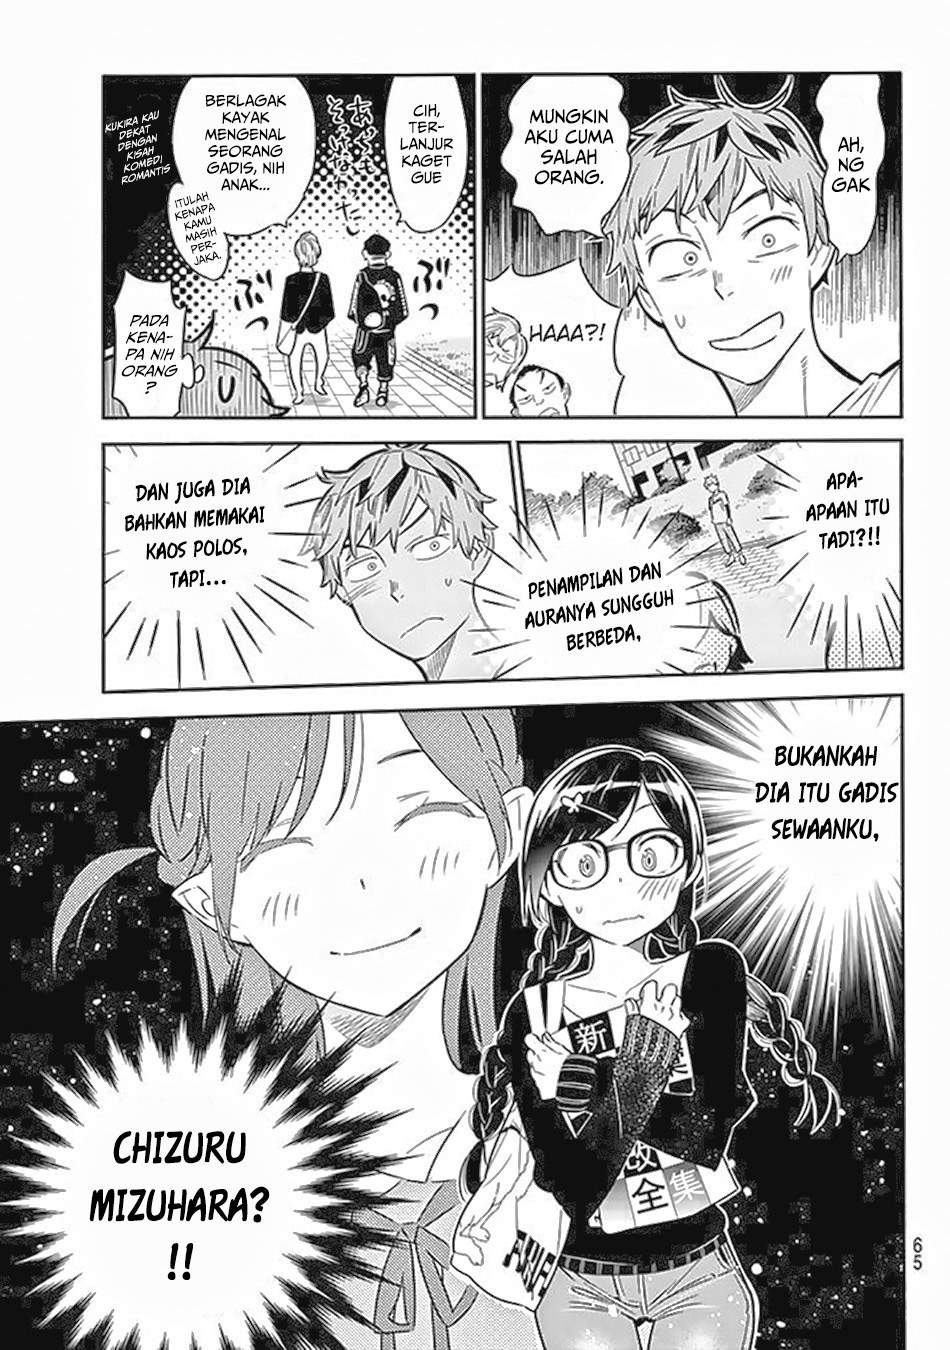 AH,
NG
GAK
MUNGKIN
AKU CUMA
SALAH
ORANG.
HAAA?!
CIH,
TER-
LANJUR
KAGET
GUE
BERLAGAK
KAYAK
MENGENAL
SEORANG
GADIS, NIH
ANAK...
ITULAH
KENAPA
KAMU
MASIH
PER-
JAKA.
KUKIRA KAU
DEKAT
DENGAN
KISAH
KOMEDI
ROMANTIS
ぶ
ぶ
PADA
KENA-
PA NIH
ORANG
?
APA-
APAAN ITU
TADI?!!
PENAMPILAN DAN
AURANYA SUNGGUH
BERBEDA,
DAN JUGA DIA
BAHKAN MEMAKAI
KAOS POLOS,
TAPI...
BUKANKAH
DIA ITU GADIS
SEWAANKU,
新
改
全集
CHIZURU
MIZUHARA?
!!
65